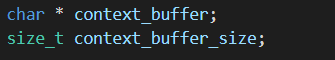 char * context_buffer;
size_t context_buffer_size;